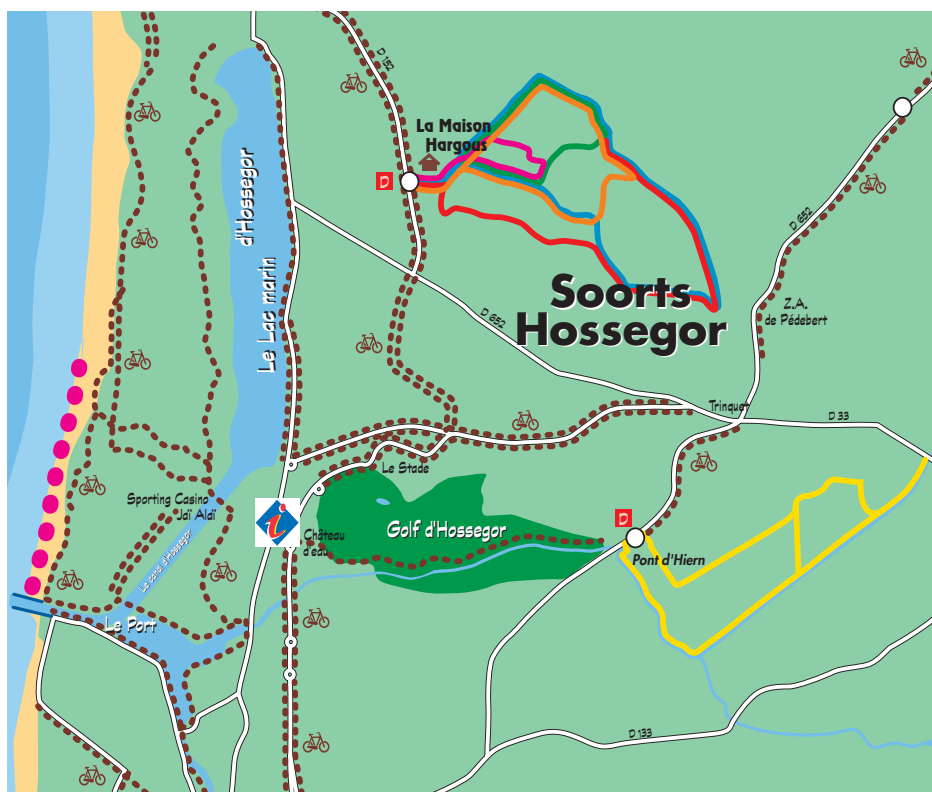 D 152
La Maison
Hargous
D
d'Hossegor
Le Lac marin
D 652
D 652
Soorts
Hossegor
Z.A.
de Pédebert
Trinquet
D 33
Le Stade
Sporting Casino
Jaï Alaï
i
Château
d'eau
Golf d'Hossegor
D
Pont d'Hiern
Le canal d'Hossegor
Le Port
D 133